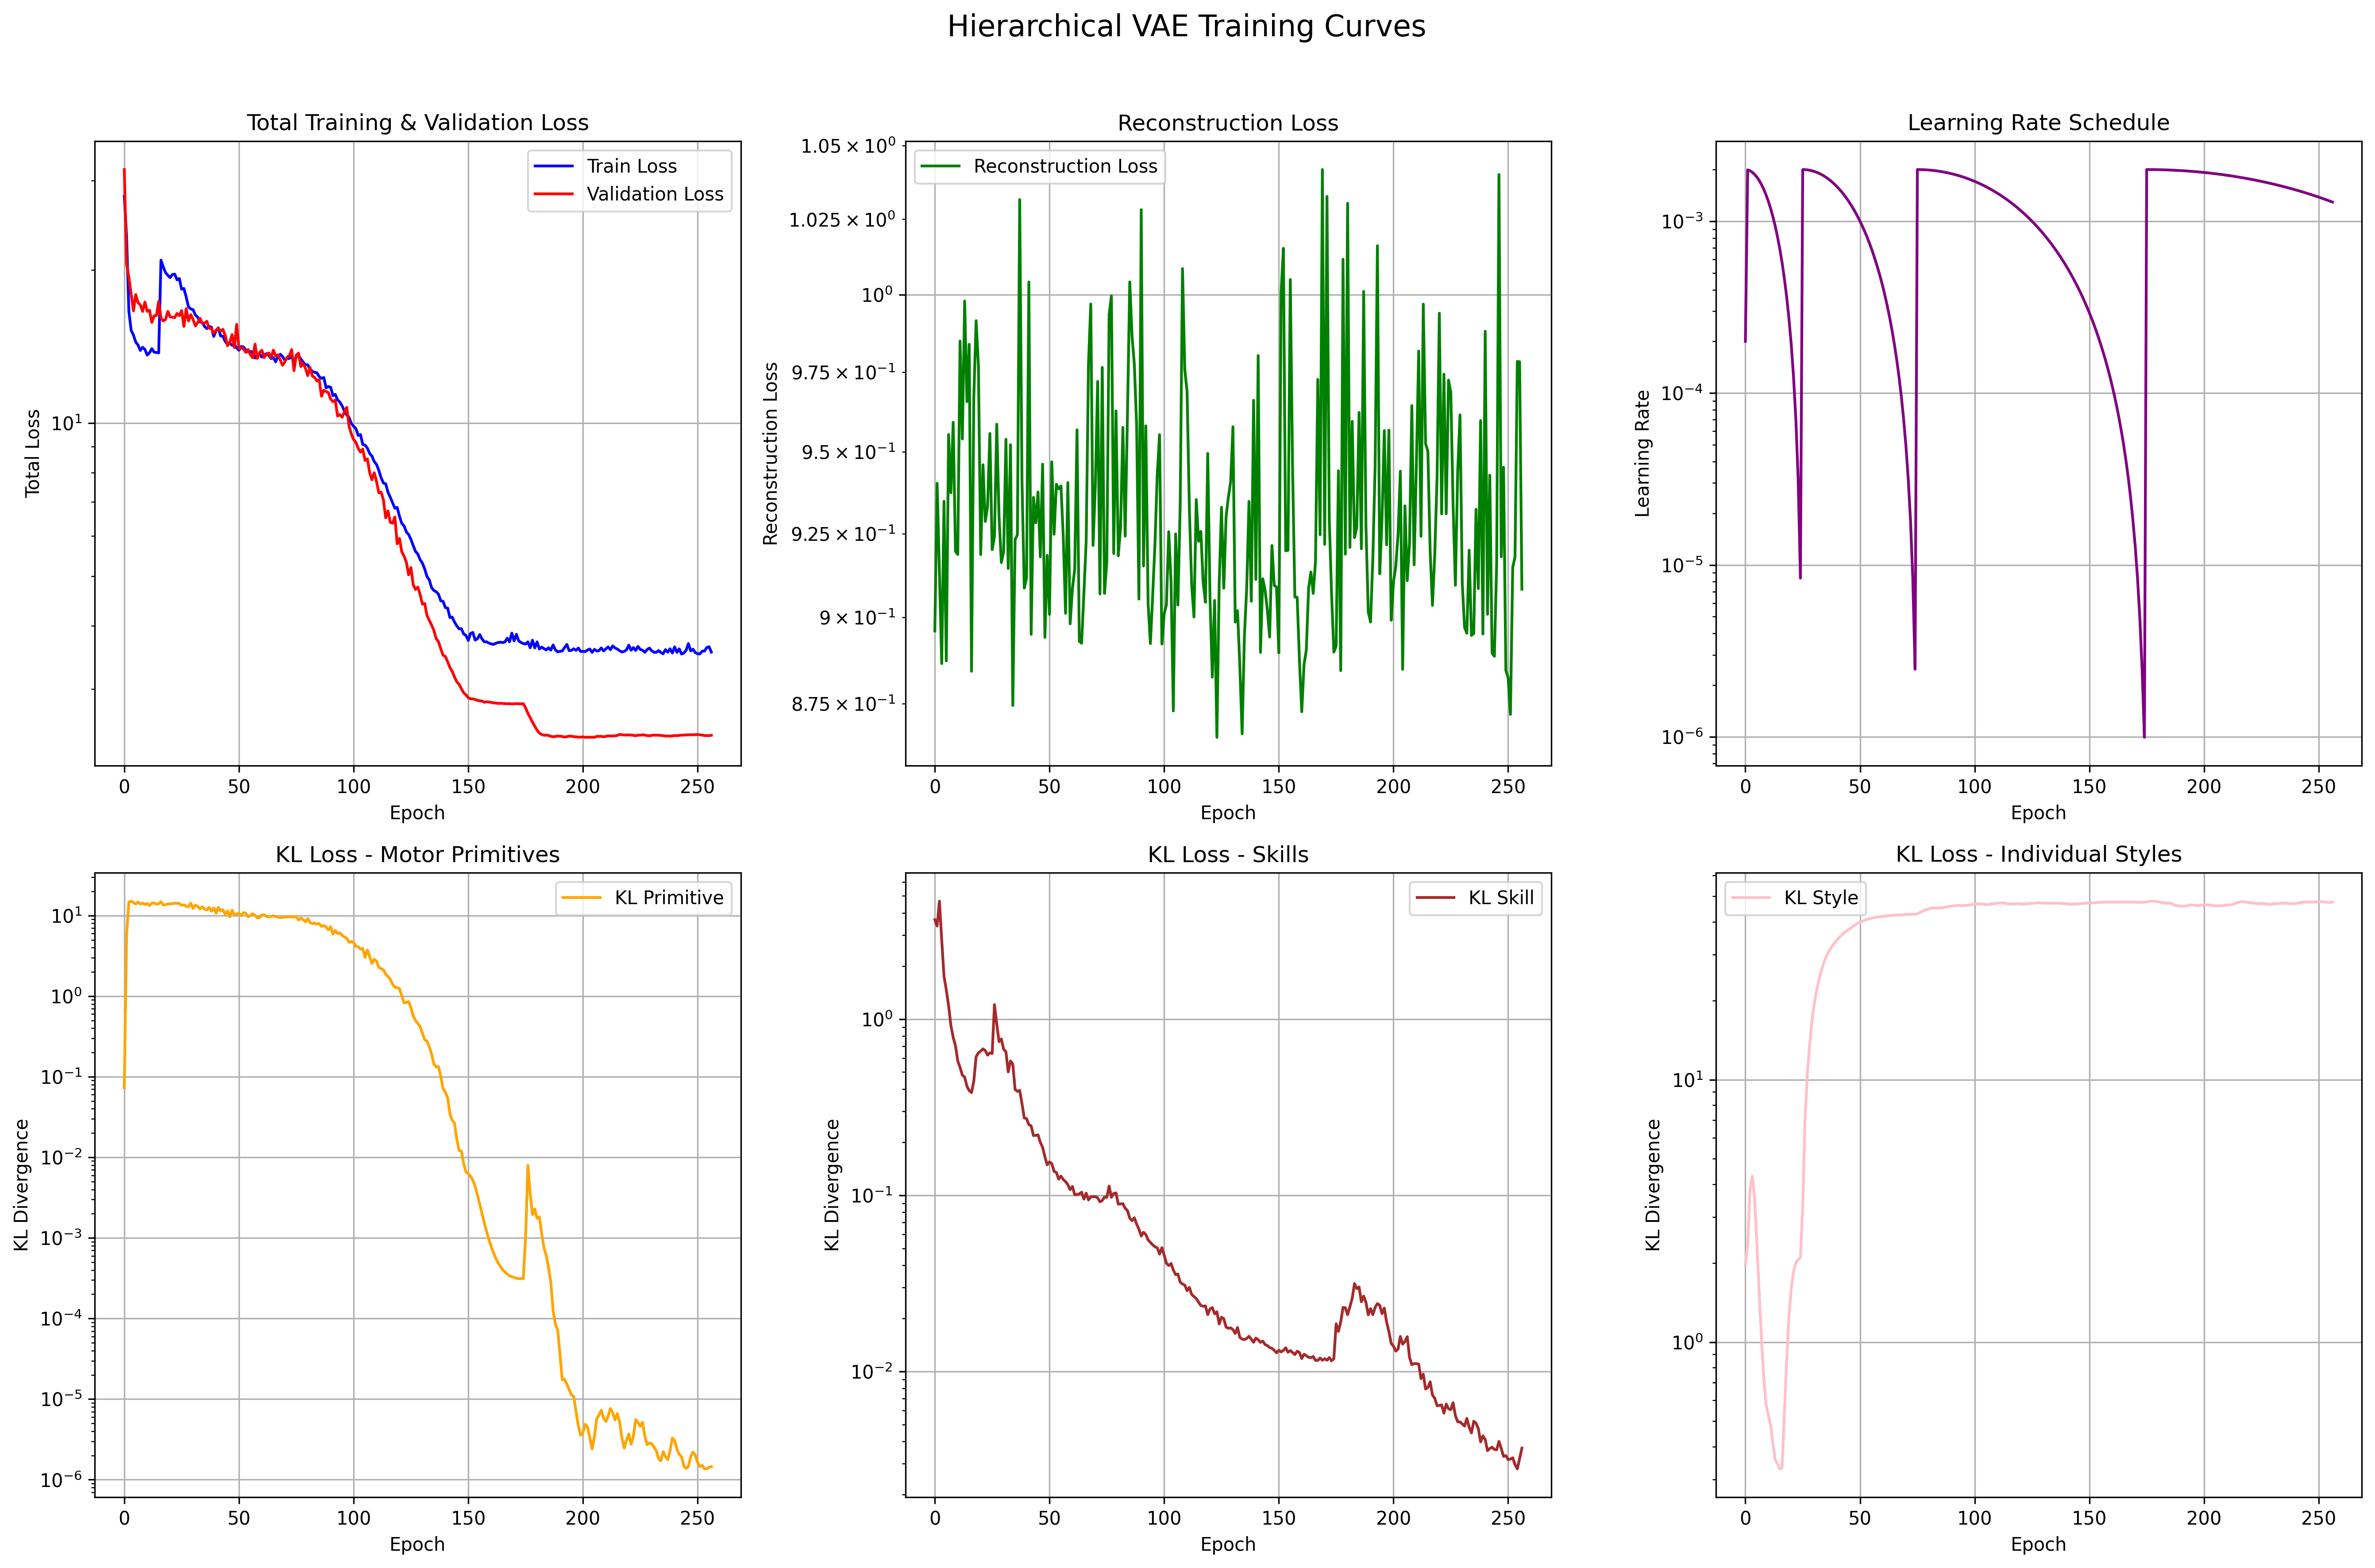 Hierarchical VAE Training Curves
Total Training & Validation Loss
Train Loss
Validation Loss
10^1
Total Loss
0 50 100 150 200 250
Epoch
Reconstruction Loss
Reconstruction Loss
1.05 × 10^0
1.025 × 10^0
10^0
9.75 × 10^-1
9.5 × 10^-1
9.25 × 10^-1
9 × 10^-1
8.75 × 10^-1
Reconstruction Loss
0 50 100 150 200 250
Epoch
Learning Rate Schedule
10^-3
10^-4
10^-5
10^-6
Learning Rate
0 50 100 150 200 250
Epoch
KL Loss - Motor Primitives
KL Primitive
10^1
10^0
10^-1
10^-2
10^-3
10^-4
10^-5
10^-6
KL Divergence
0 50 100 150 200 250
Epoch
KL Loss - Skills
KL Skill
10^0
10^-1
10^-2
KL Divergence
0 50 100 150 200 250
Epoch
KL Loss - Individual Styles
KL Style
10^1
10^0
KL Divergence
0 50 100 150 200 250
Epoch